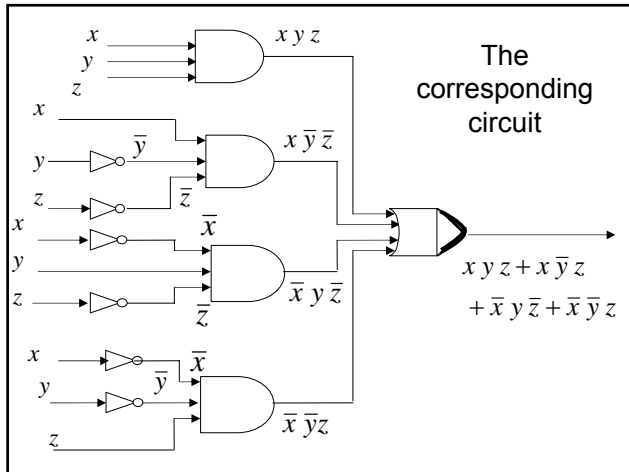 x
y
z
x y z
The
corresponding
circuit
x
y
y̅
z
z̅
x y̅ z̅
x
x̅
y
z
z̅
x̅ y z̅
x y z + x y̅ z
+ x̅ y z̅ + x̅ y̅ z
x
x̅
y
y̅
z
x̅ y̅z